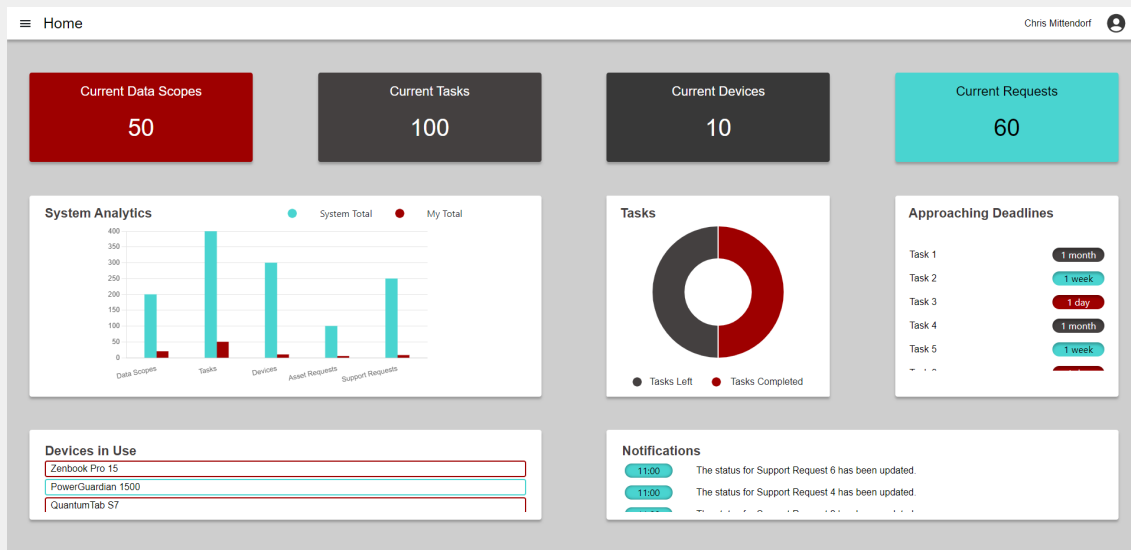 Home
Chris Mittendorf
Current Data Scopes
50
Current Tasks
100
Current Devices
10
Current Requests
60
System Analytics
System Total
My Total
400
350
300
250
200
150
100
50
0
Data Scopes
Tasks
Devices
Asset Requests
Support Requests
Tasks
Tasks Left
Tasks Completed
Approaching Deadlines
Task 1 1 month
Task 2 1 week
Task 3 1 day
Task 4 1 month
Task 5 1 week
Devices in Use
Zenbook Pro 15
PowerGuardian 1500
QuantumTab S7
Notifications
11:00 The status for Support Request 6 has been updated.
11:00 The status for Support Request 4 has been updated.